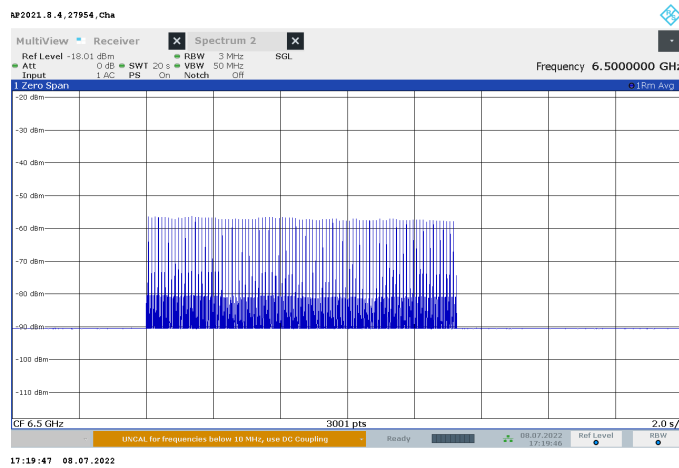 AP2021.8.4,27954,Cha
MultiView Receiver X Spectrum 2 X
Ref Level -18.01 dBm RBW 3 MHz SGL
Att 0 dB SWT 20 s VBW 50 MHz Frequency 6.5000000 GHz
Input 1 AC PS On Notch Off
1 Zero Span 1Rm Avg
-20 dBm
-30 dBm
-40 dBm
-50 dBm
-60 dBm
-70 dBm
-80 dBm
-90 dBm
-100 dBm
-110 dBm
CF 6.5 GHz 3001 pts 2.0 s/
UNCAL for frequencies below 10 MHz, use DC Coupling Ready 08.07.2022 Ref Level RBW
17:19:46
17:19:47 08.07.2022